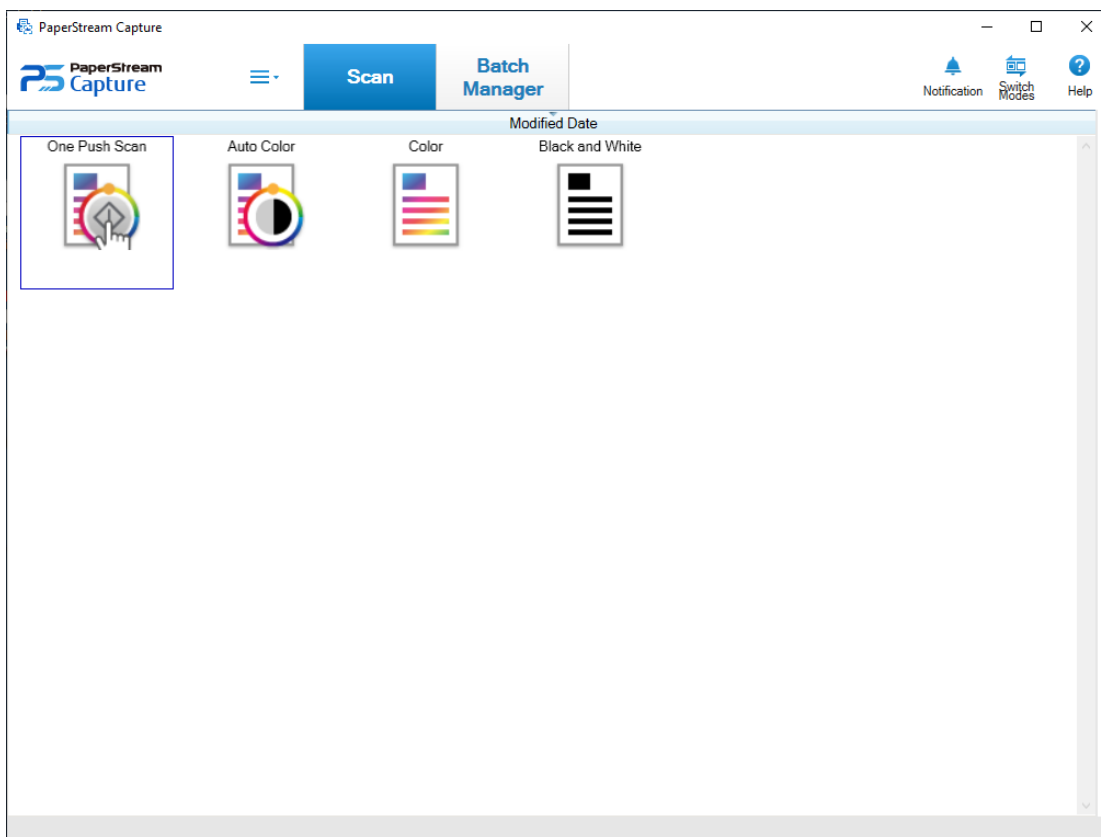 PaperStream Capture
PaperStream
Capture
Scan
Batch
Manager
Notification
Switch
Modes
Help
Modified Date
One Push Scan
Auto Color
Color
Black and White